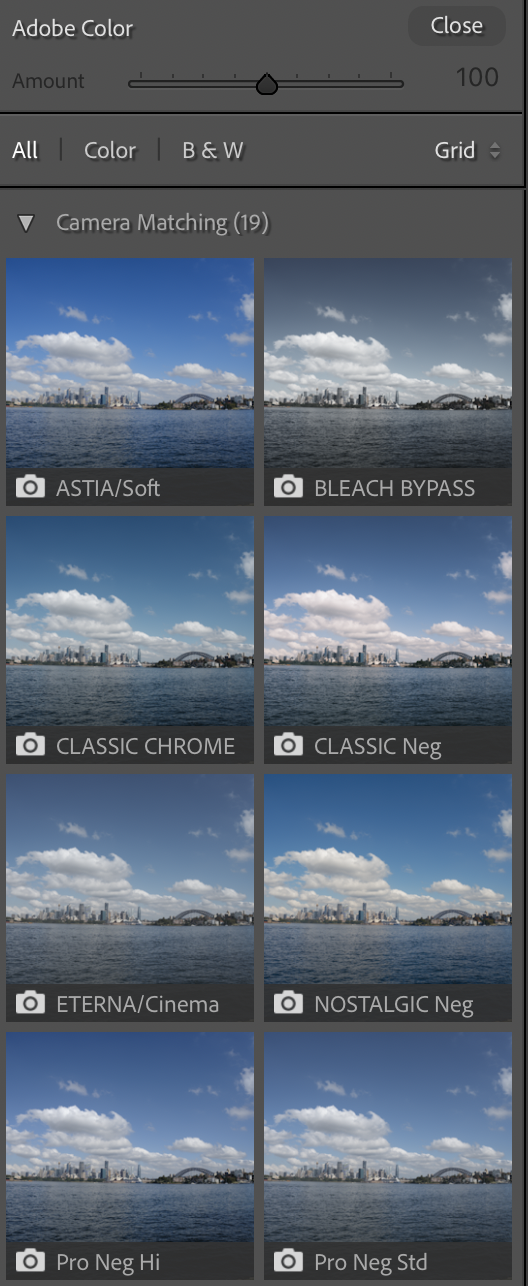 Adobe Color Close
Amount 100
All | Color | B & W Grid
Camera Matching (19)
ASTIA/Soft
BLEACH BYPASS
CLASSIC CHROME
CLASSIC Neg
ETERNA/Cinema
NOSTALGIC Neg
Pro Neg Hi
Pro Neg Std